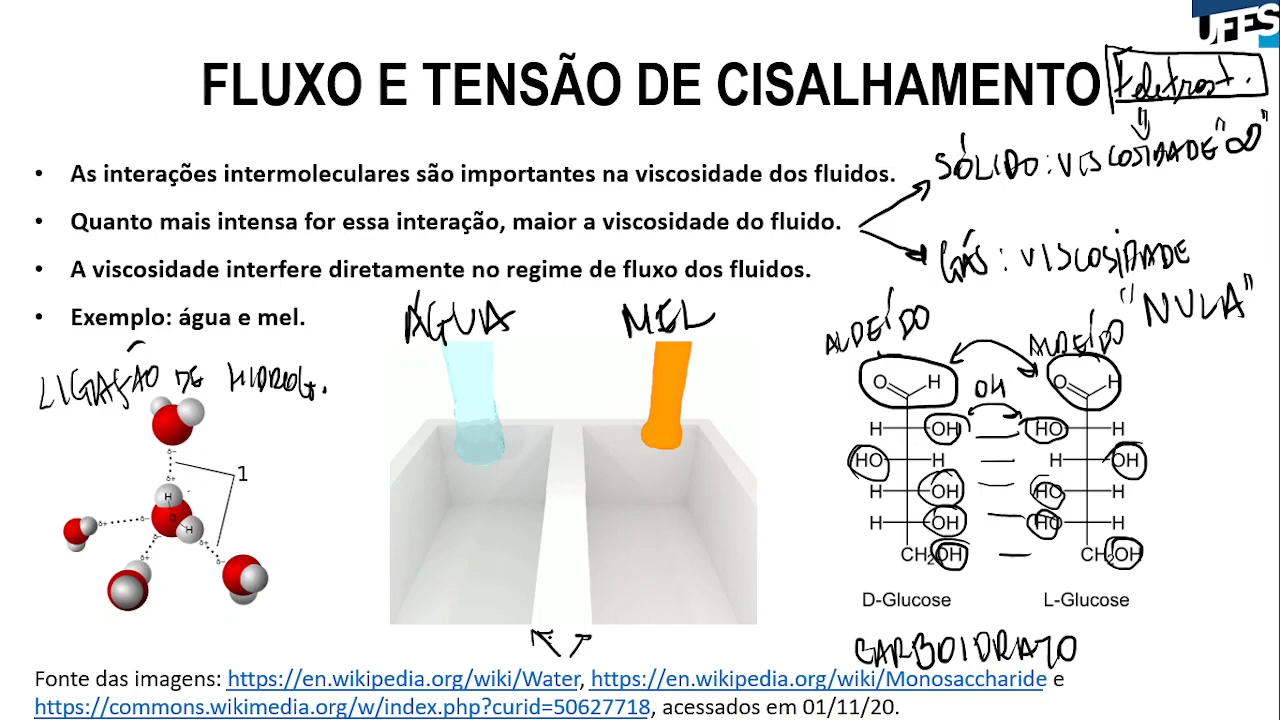 UFES
FLUXO E TENSÃO DE CISALHAMENTO
• As interações intermoleculares são importantes na viscosidade dos fluidos.
• Quanto mais intensa for essa interação, maior a viscosidade do fluido.
• A viscosidade interfere diretamente no regime de fluxo dos fluidos.
• Exemplo: água e mel.
SÓLIDO: VISCOSIDADE "∞"
GÁS: VISCOSIDADE
"NULA"
ÁGUA
MEL
LIGAÇÃO DE HIDROG.
1
δ-
δ+
H
O
H
δ+
δ-
δ-
δ+
δ+
δ-
ALDEÍDO
ALDEÍDO
O H
O H
OH
H OH
HO H
HO H
H OH
H OH
HO H
H OH
HO H
CH2OH
CH2OH
D-Glucose
L-Glucose
CARBOIDRATO
Fonte das imagens: https://en.wikipedia.org/wiki/Water, https://en.wikipedia.org/wiki/Monosaccharide e
https://commons.wikimedia.org/w/index.php?curid=50627718, acessados em 01/11/20.